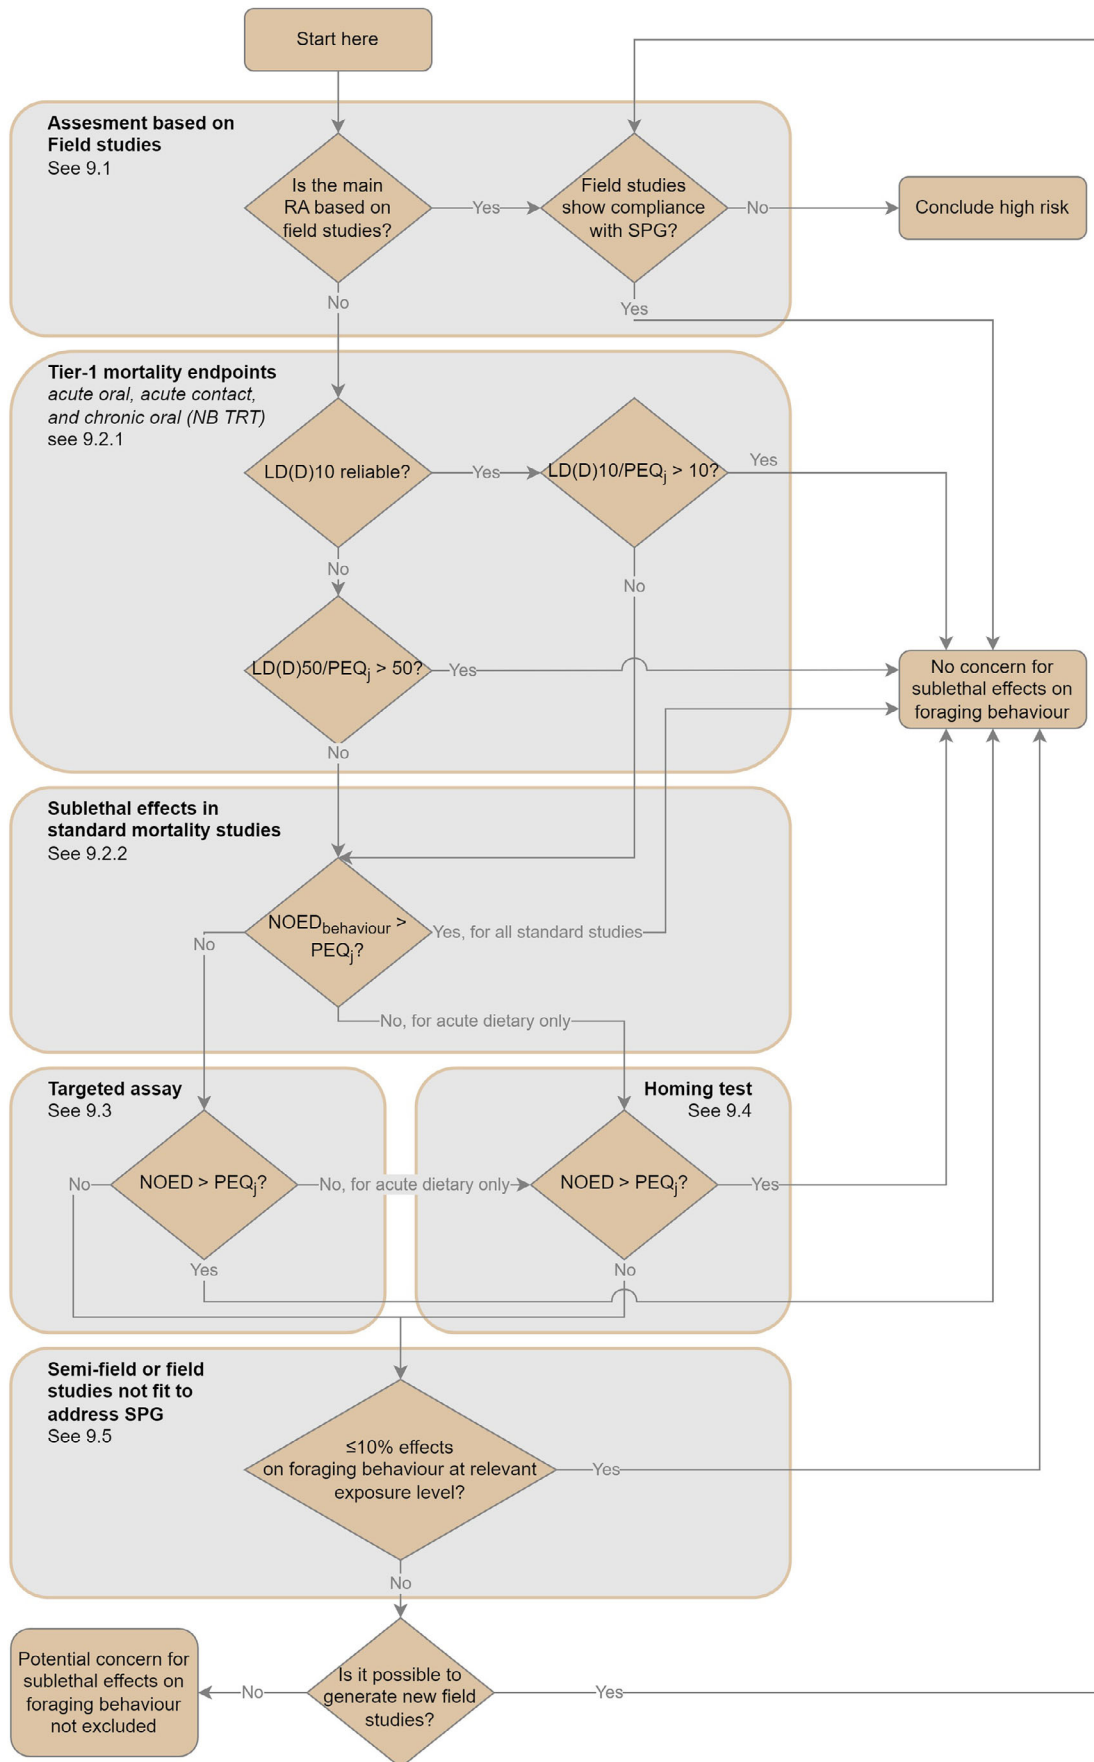 Start here
Assesment based on
Field studies
See 9.1
Is the main
RA based on
field studies?
Yes
Field studies
show compliance
with SPG?
No
Conclude high risk
No
Yes
Tier-1 mortality endpoints
acute oral, acute contact,
and chronic oral (NB TRT)
see 9.2.1
LD(D)10 reliable?
Yes
LD(D)10/PEQj > 10?
Yes
No
No
LD(D)50/PEQj > 50?
Yes
No concern for
sublethal effects on
foraging behaviour
No
Sublethal effects in
standard mortality studies
See 9.2.2
NOEDbehaviour >
PEQj?
Yes, for all standard studies
No
No, for acute dietary only
Targeted assay
See 9.3
Homing test
See 9.4
No
NOED > PEQj?
No, for acute dietary only
NOED > PEQj?
Yes
Yes
No
Semi-field or field
studies not fit to
address SPG
See 9.5
≤10% effects
on foraging behaviour at relevant
exposure level?
Yes
No
Potential concern for
sublethal effects on
foraging behaviour
not excluded
No
Is it possible to
generate new field
studies?
Yes